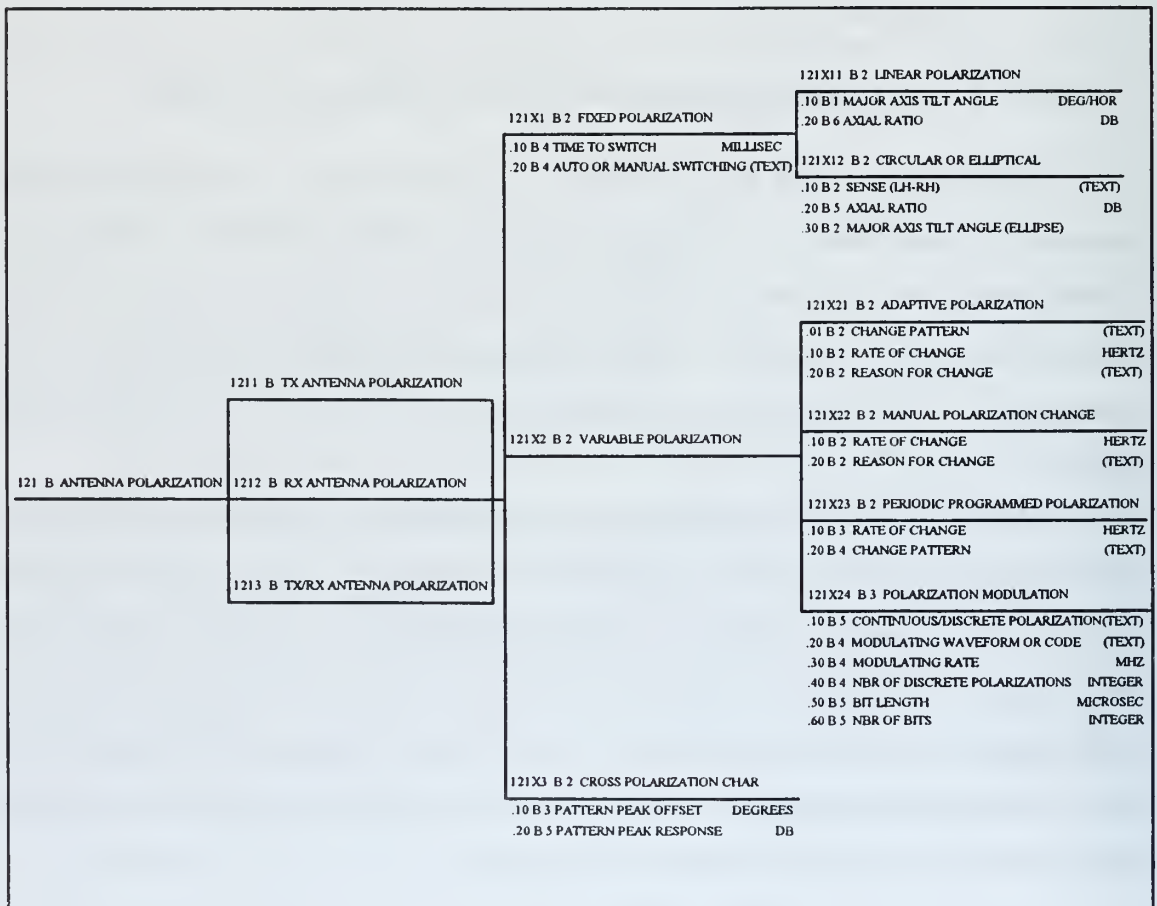 121 B ANTENNA POLARIZATION
1211 B TX ANTENNA POLARIZATION
1212 B RX ANTENNA POLARIZATION
1213 B TX/RX ANTENNA POLARIZATION
121X1 B 2 FIXED POLARIZATION
.10 B 4 TIME TO SWITCH MILLISEC
.20 B 4 AUTO OR MANUAL SWITCHING (TEXT)
121X11 B 2 LINEAR POLARIZATION
.10 B 1 MAJOR AXIS TILT ANGLE DEG/HOR
.20 B 6 AXIAL RATIO DB
121X12 B 2 CIRCULAR OR ELLIPTICAL
.10 B 2 SENSE (LH-RH) (TEXT)
.20 B 5 AXIAL RATIO DB
.30 B 2 MAJOR AXIS TILT ANGLE (ELLIPSE)
121X2 B 2 VARIABLE POLARIZATION
121X21 B 2 ADAPTIVE POLARIZATION
.01 B 2 CHANGE PATTERN (TEXT)
.10 B 2 RATE OF CHANGE HERTZ
.20 B 2 REASON FOR CHANGE (TEXT)
121X22 B 2 MANUAL POLARIZATION CHANGE
.10 B 2 RATE OF CHANGE HERTZ
.20 B 2 REASON FOR CHANGE (TEXT)
121X23 B 2 PERIODIC PROGRAMMED POLARIZATION
.10 B 3 RATE OF CHANGE HERTZ
.20 B 4 CHANGE PATTERN (TEXT)
121X24 B 3 POLARIZATION MODULATION
.10 B 5 CONTINUOUS/DISCRETE POLARIZATION(TEXT)
.20 B 4 MODULATING WAVEFORM OR CODE (TEXT)
.30 B 4 MODULATING RATE MHZ
.40 B 4 NBR OF DISCRETE POLARIZATIONS INTEGER
.50 B 5 BIT LENGTH MICROSEC
.60 B 5 NBR OF BITS INTEGER
121X3 B 2 CROSS POLARIZATION CHAR
.10 B 3 PATTERN PEAK OFFSET DEGREES
.20 B 5 PATTERN PEAK RESPONSE DB